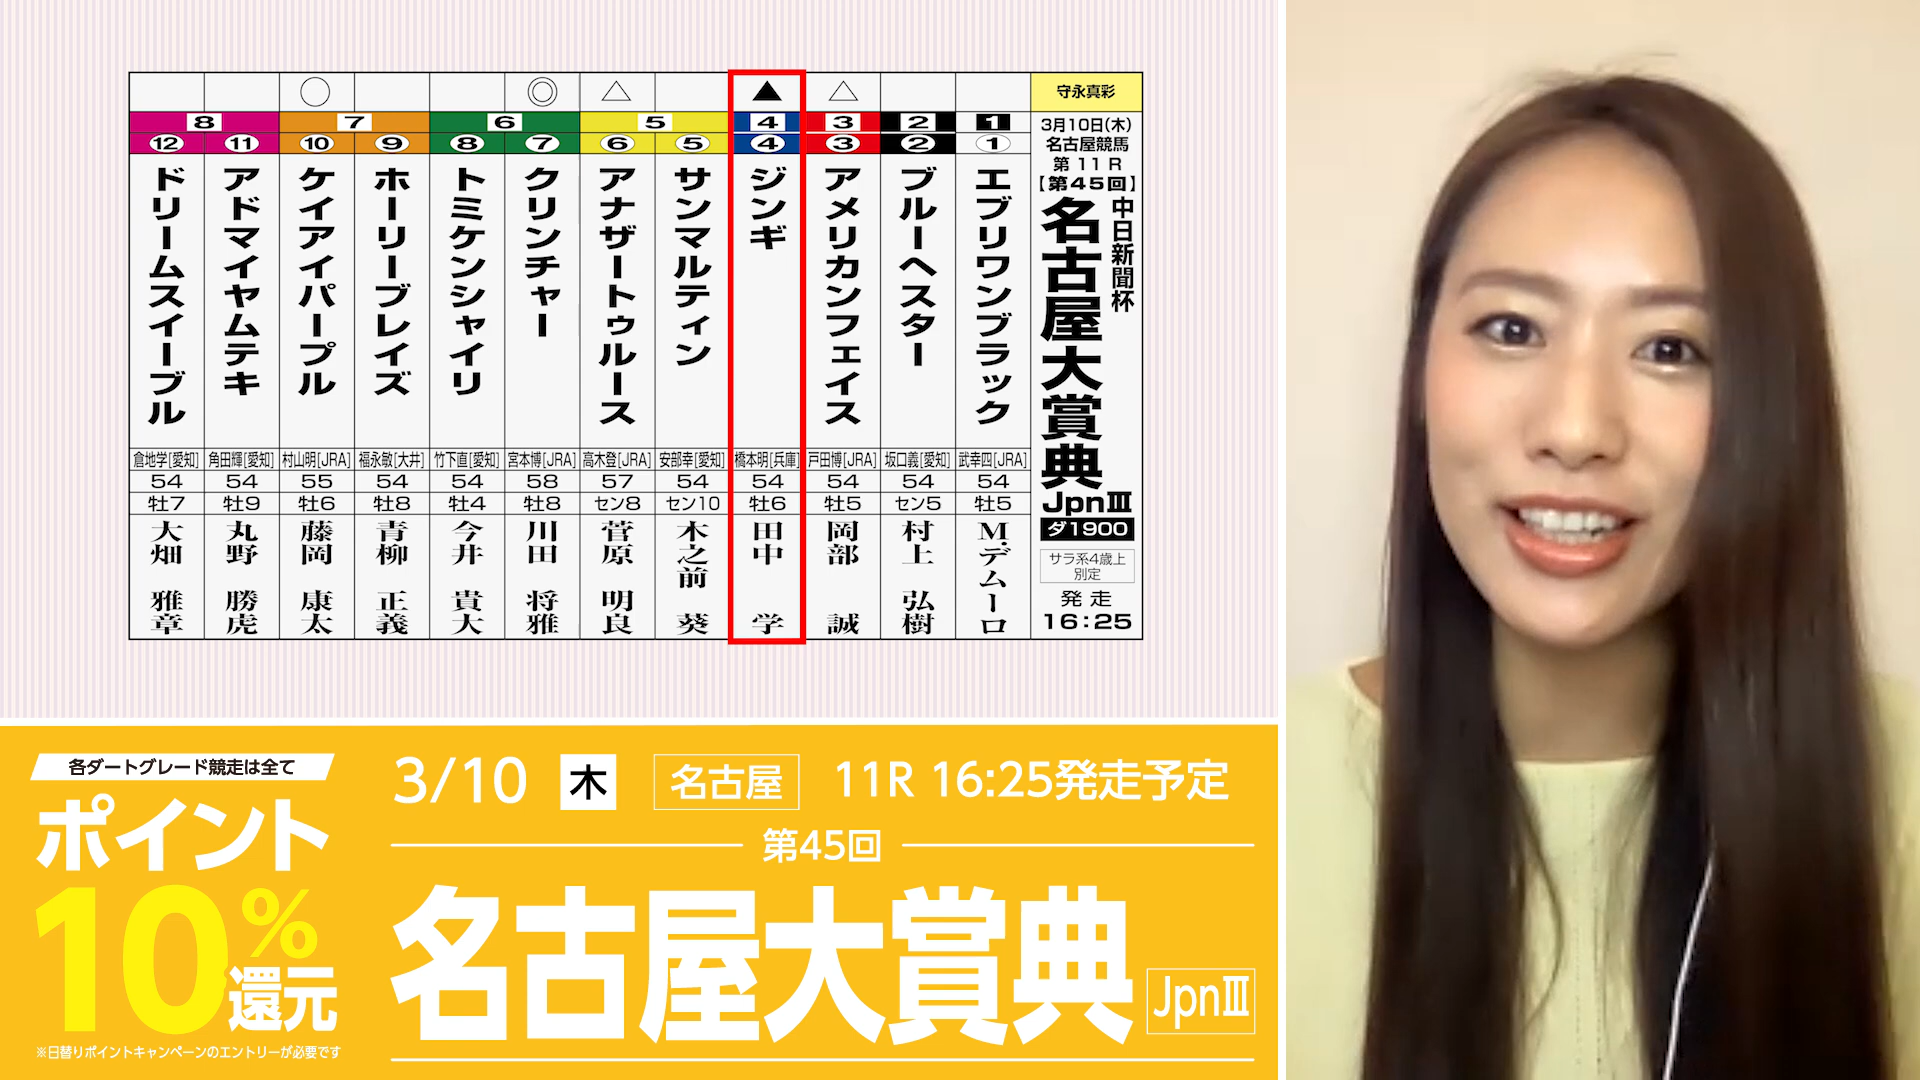 守永真彩
3月10日(木)
名古屋競馬
第11R
【第45回】
中日新聞杯
名古屋大賞典
JpnⅢ
ダ1900
サラ系4歳上
別定
発走
16:25
1
1
エブリワンブラック
武幸四[JRA]
54
牡5
M.デムーロ
2
2
ブルーヘスター
坂口義[愛知]
54
セン5
村上 弘樹
△
3
3
アメリカンフェイス
戸田博[JRA]
54
牡5
岡部 誠
▲
4
4
ジンギ
橋本明[兵庫]
54
牡6
田中 学
5
5
サンマルティン
安部幸[愛知]
54
セン10
木之前 葵
△
6
アナザートゥルース
高木登[JRA]
57
セン8
菅原 明良
◎
6
7
クリンチャー
宮本博[JRA]
58
牡8
川田 将雅
8
トミケンシャイリ
竹下直[愛知]
54
牡4
今井 貴大
7
9
ホーリーブレイズ
福永敏[大井]
54
牡8
青柳 正義
○
10
ケイアイパープル
村山明[JRA]
55
牡6
藤岡 康太
8
11
アドマイヤムテキ
角田輝[愛知]
54
牡9
丸野 勝虎
12
ドリームスイーブル
倉地学[愛知]
54
牡7
大畑 雅章
各ダートグレード競走は全て
ポイント
10%
還元
※日替りポイントキャンペーンのエントリーが必要です
3/10 木 名古屋 11R 16:25発走予定
第45回
名古屋大賞典 JpnⅢ